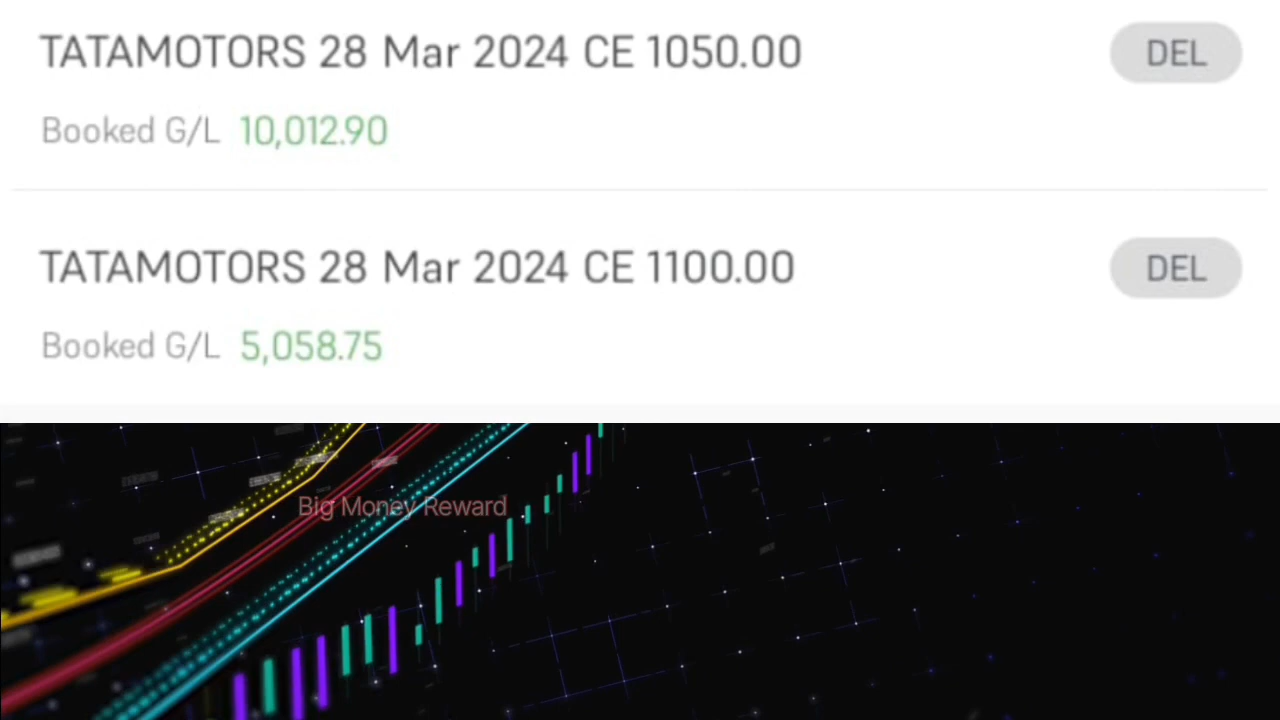 TATAMOTORS 28 Mar 2024 CE 1050.00 DEL
Booked G/L 10,012.90
TATAMOTORS 28 Mar 2024 CE 1100.00 DEL
Booked G/L 5,058.75
Big Money Reward